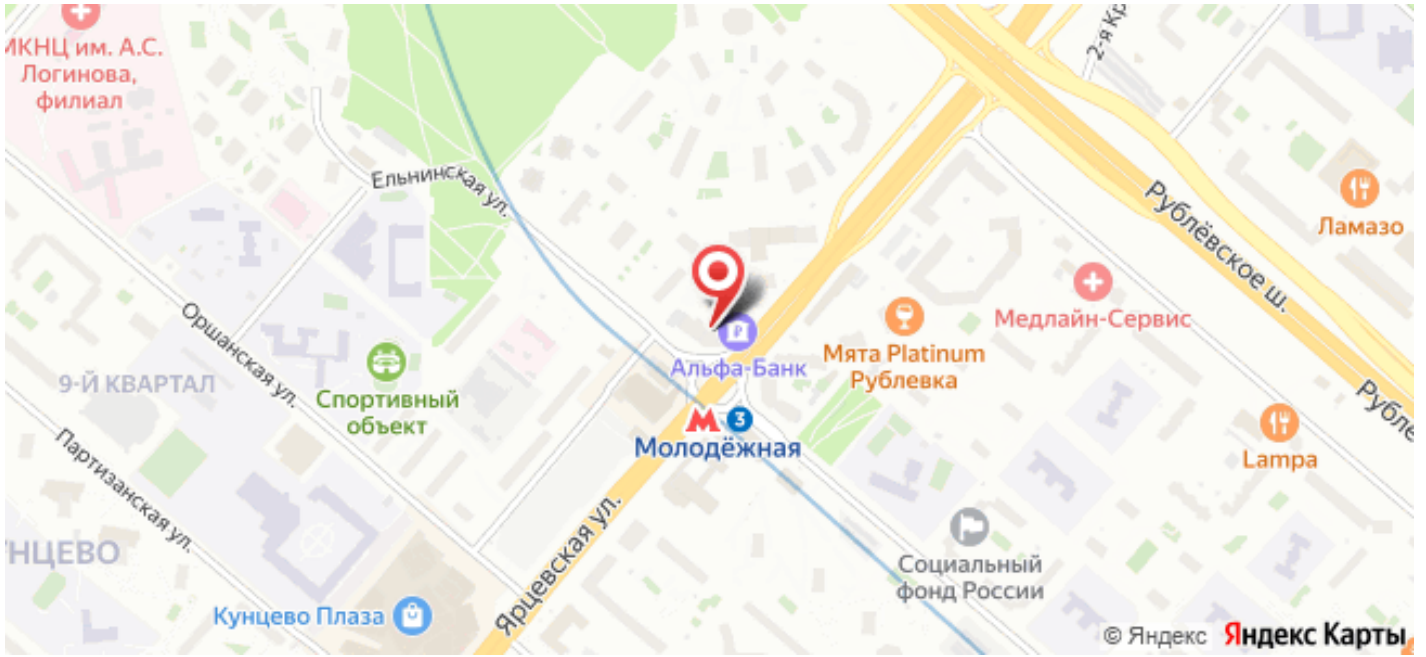 МКНЦ им. А.С.
Логинова,
филиал
2-я Кр
Ельнинская ул.
Рублёвское ш.
Ламазо
Медлайн-Сервис
Оршанская ул.
9-Й КВАРТАЛ
Спортивный
объект
Альфа-Банк
Мята Platinum
Рублевка
Рубле
3
Молодёжная
Lampa
Партизанская ул.
НЦЕВО
Ярцевская ул.
Социальный
фонд России
Кунцево Плаза
© Яндекс Яндекс Карты